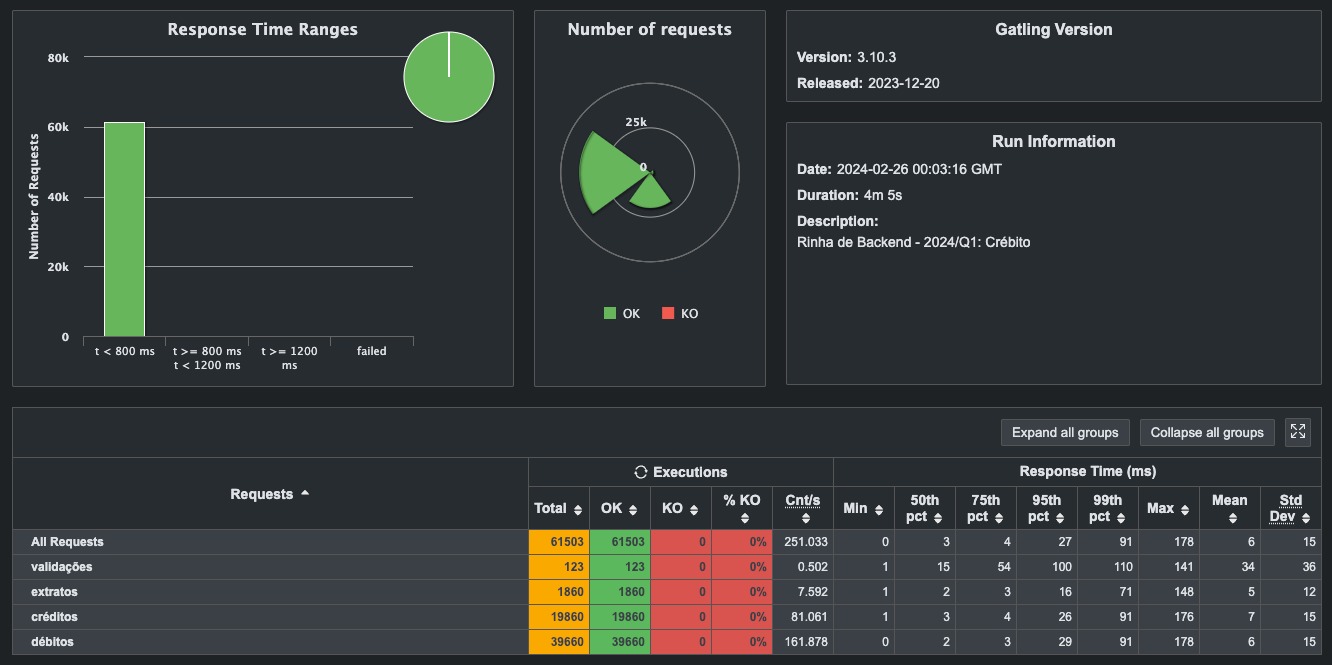 Response Time Ranges
80k
60k
40k
20k
0
Number of Requests
t < 800 ms
t >= 800 ms
t < 1200 ms
t >= 1200
ms
failed
Number of requests
25k
0
OK KO
Gatling Version
Version: 3.10.3
Released: 2023-12-20
Run Information
Date: 2024-02-26 00:03:16 GMT
Duration: 4m 5s
Description:
Rinha de Backend - 2024/Q1: Crébito
Expand all groups Collapse all groups
Requests Executions Response Time (ms)
Total OK KO % KO Cnt/s Min 50th pct 75th pct 95th pct 99th pct Max Mean Std Dev
All Requests 61503 61503 0 0% 251.033 0 3 4 27 91 178 6 15
validações 123 123 0 0% 0.502 1 15 54 100 110 141 34 36
extratos 1860 1860 0 0% 7.592 1 2 3 16 71 148 5 12
créditos 19860 19860 0 0% 81.061 1 3 4 26 91 176 7 15
débitos 39660 39660 0 0% 161.878 0 2 3 29 91 178 6 15